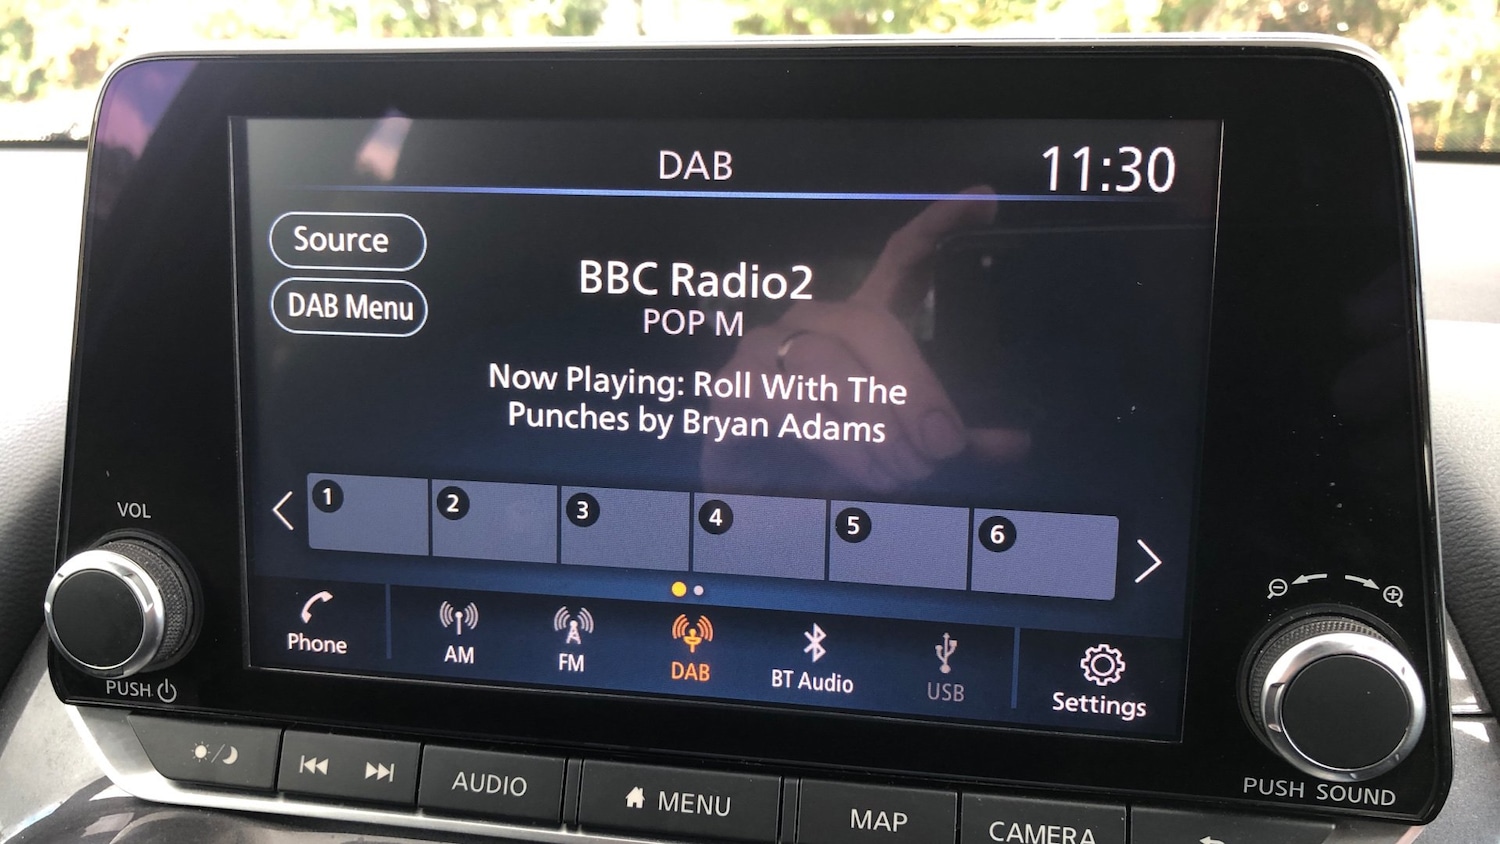 DAB
11:30
Source
DAB Menu
BBC Radio2
POP M
Now Playing: Roll With The
Punches by Bryan Adams
1 2 3 4 5 6
Phone
AM
FM
DAB
BT Audio
USB
Settings
VOL
PUSH
PUSH SOUND
AUDIO
MENU
MAP
CAMERA